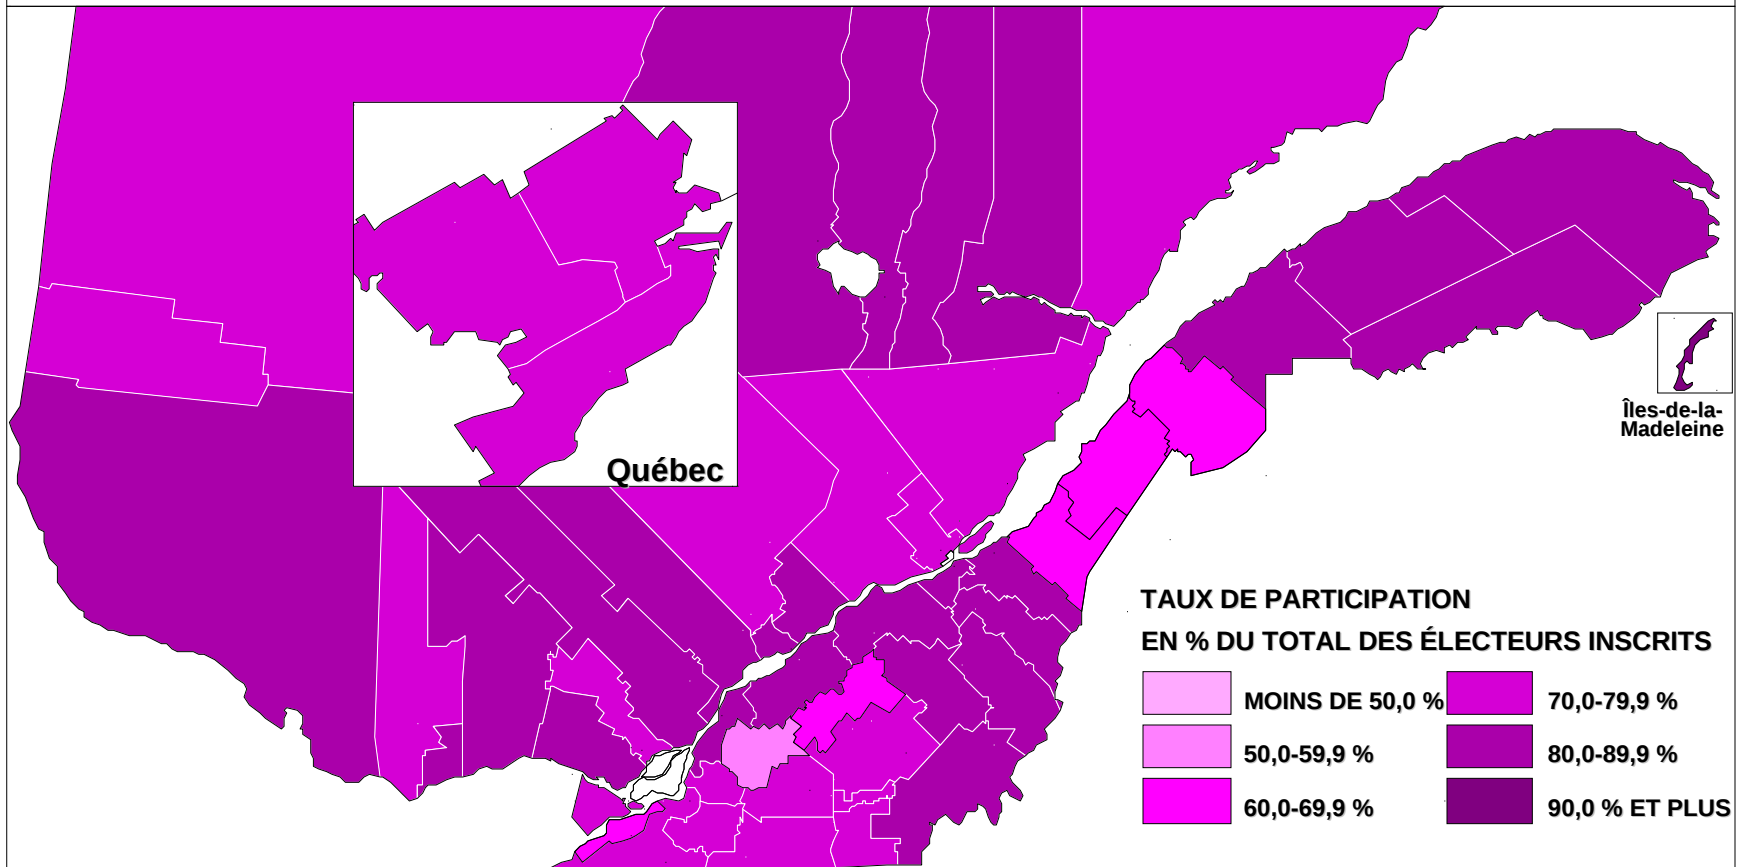 Québec
Îles-de-la-
Madeleine
TAUX DE PARTICIPATION
EN % DU TOTAL DES ÉLECTEURS INSCRITS
MOINS DE 50,0 %
50,0-59,9 %
60,0-69,9 %
70,0-79,9 %
80,0-89,9 %
90,0 % ET PLUS